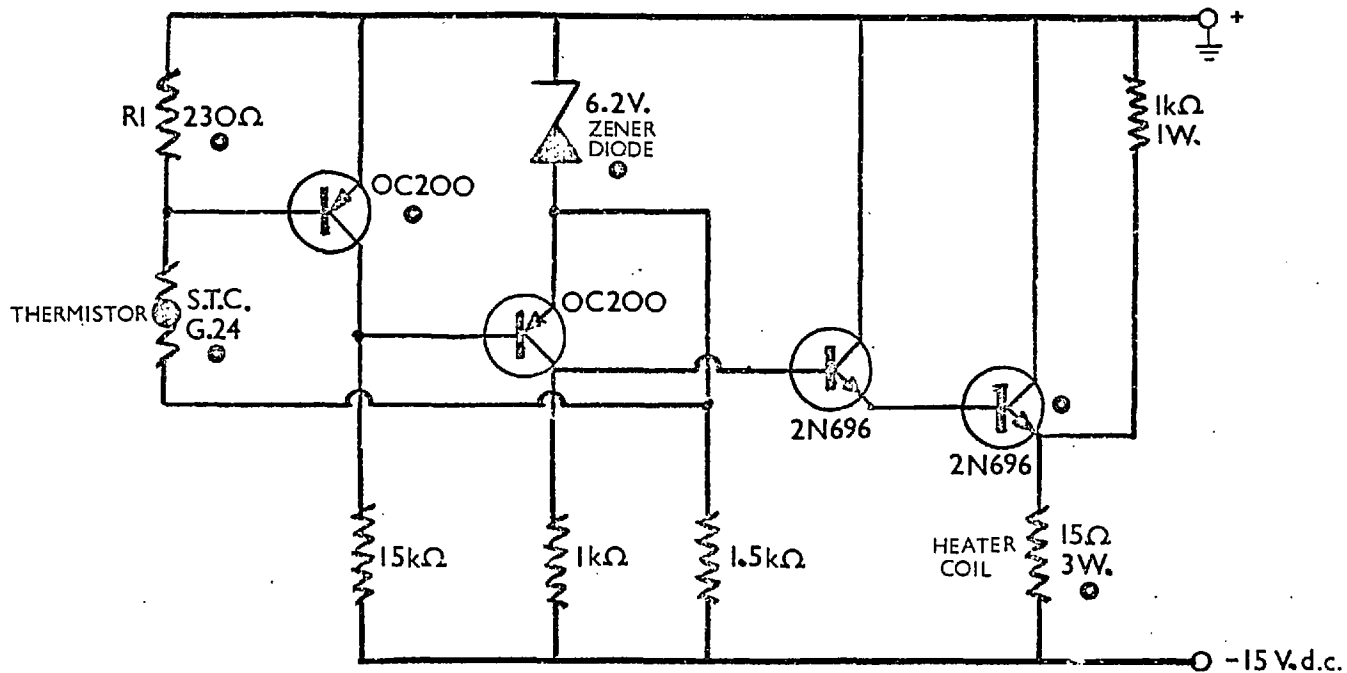 +
R1 230Ω
6.2V.
ZENER
DIODE
1kΩ
1W.
OC200
THERMISTOR
S.T.C.
G.24
OC200
2N696
2N696
15kΩ
1kΩ
1.5kΩ
HEATER
COIL
15Ω
3W.
-15 V.d.c.